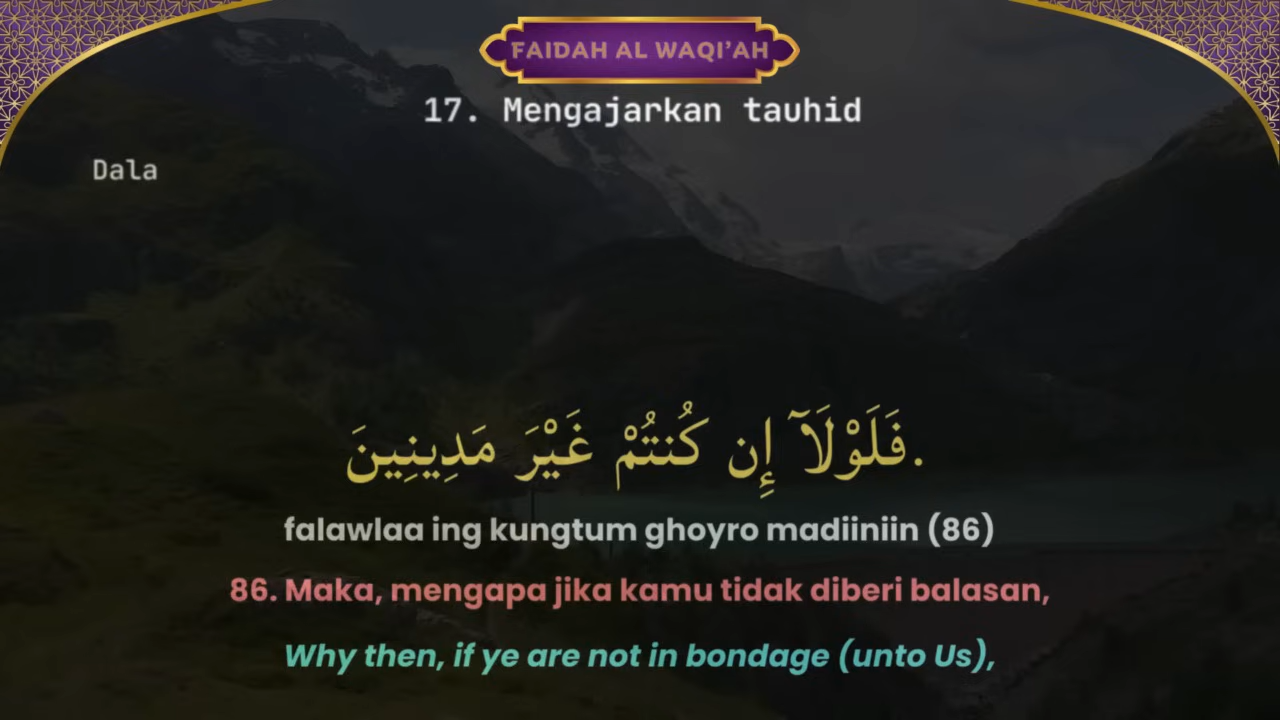 FAIDAH AL WAQI'AH
17. Mengajarkan tauhid
Dala
فَلَوْلَآ إِن كُنتُمْ غَيْرَ مَدِينِينَ.
falawlaa ing kungtum ghoyro madiiniin (86)
86. Maka, mengapa jika kamu tidak diberi balasan,
Why then, if ye are not in bondage (unto Us),